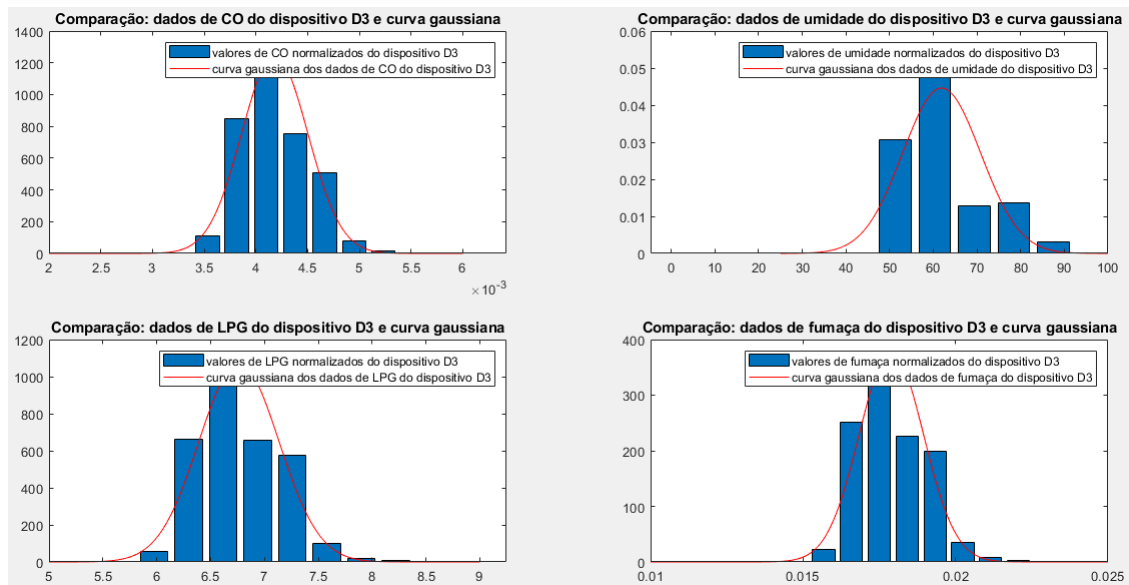 Comparação: dados de CO do dispositivo D3 e curva gaussiana
1400
1200
1000
800
600
400
200
0
valores de CO normalizados do dispositivo D3
curva gaussiana dos dados de CO do dispositivo D3
2 2.5 3 3.5 4 4.5 5 5.5 6
×10-3
Comparação: dados de umidade do dispositivo D3 e curva gaussiana
0.06
0.05
0.04
0.03
0.02
0.01
0
valores de umidade normalizados do dispositivo D3
curva gaussiana dos dados de umidade do dispositivo D3
0 10 20 30 40 50 60 70 80 90 100
Comparação: dados de LPG do dispositivo D3 e curva gaussiana
1200
1000
800
600
400
200
0
valores de LPG normalizados do dispositivo D3
curva gaussiana dos dados de LPG do dispositivo D3
5 5.5 6 6.5 7 7.5 8 8.5 9
Comparação: dados de fumaça do dispositivo D3 e curva gaussiana
400
300
200
100
0
valores de fumaça normalizados do dispositivo D3
curva gaussiana dos dados de fumaça do dispositivo D3
0.01 0.015 0.02 0.025